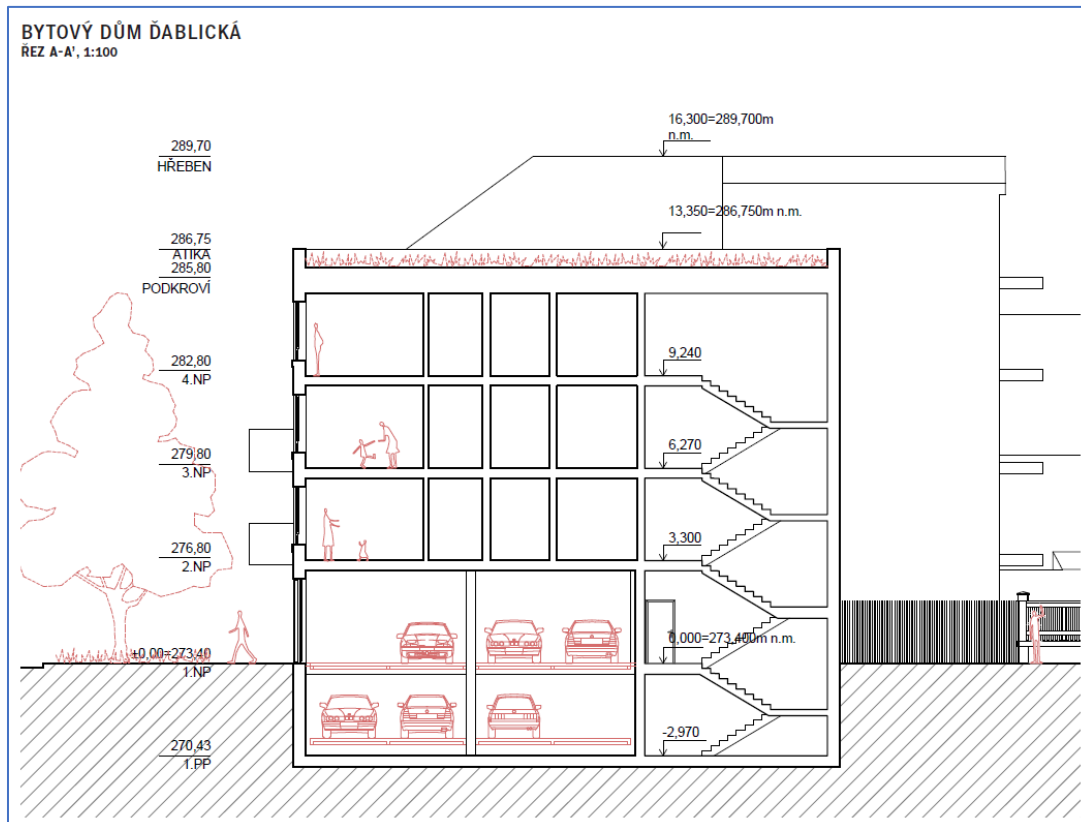 BYTOVÝ DŮM ĎABLICKÁ
ŘEZ A-A', 1:100
16,300=289,700m
n.m.
289,70
HŘEBEN
13,350=286,750m n.m.
286,75
ATIKA
285,80
PODKROVÍ
282,80
4.NP
9,240
279,80
3.NP
6,270
276,80
2.NP
3,300
±0,00=273,40
1.NP
0,000=273,400m n.m.
270,43
1.PP
-2,970